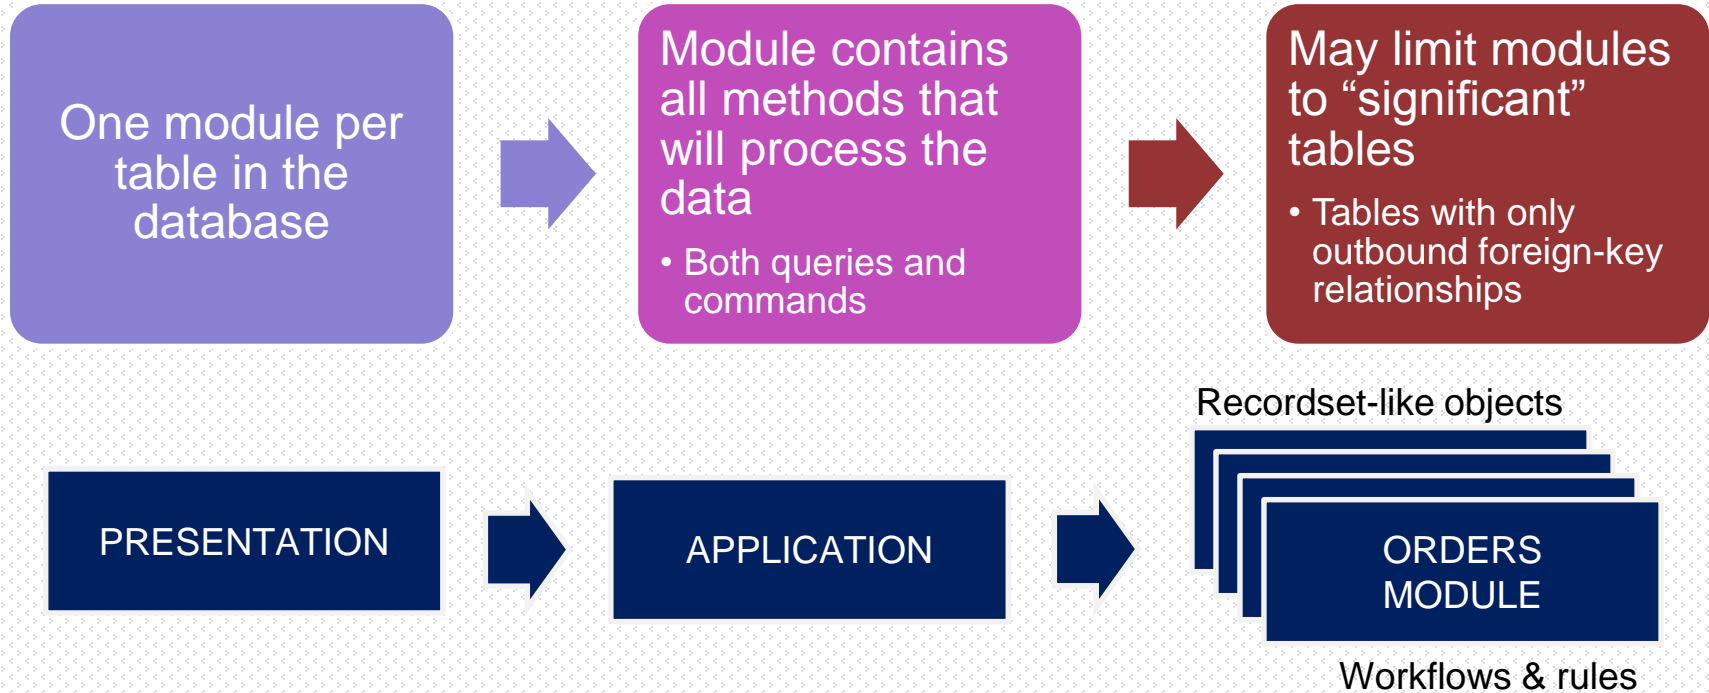 One module per
table in the
database
Module contains
all methods that
will process the
data
• Both queries and
commands
May limit modules
to “significant”
tables
• Tables with only
outbound foreign-key
relationships
Recordset-like objects
PRESENTATION
APPLICATION
ORDERS
MODULE
Workflows & rules